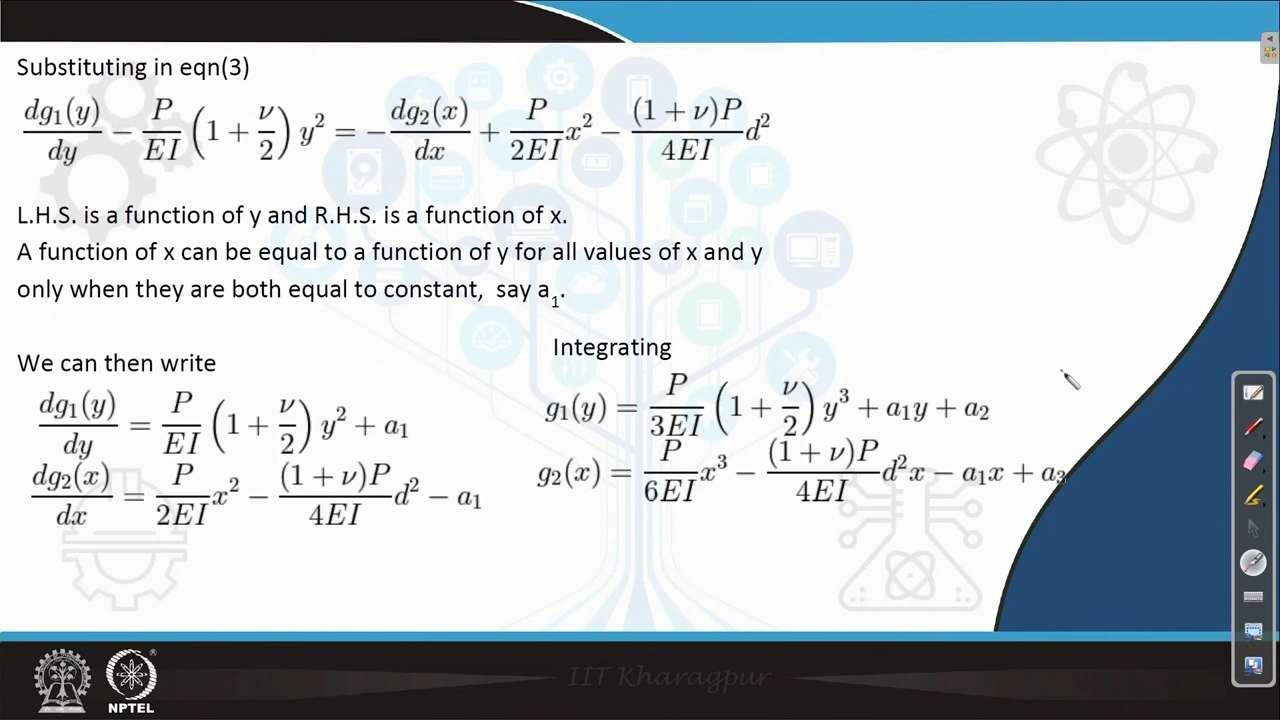 Substituting in eqn(3)
dg₁(y)/dy − P/EI (1 + ν/2) y² = −dg₂(x)/dx + P/2EI x² − (1 + ν)P/4EI d²
L.H.S. is a function of y and R.H.S. is a function of x.
A function of x can be equal to a function of y for all values of x and y
only when they are both equal to constant, say a₁.
We can then write
dg₁(y)/dy = P/EI (1 + ν/2) y² + a₁
dg₂(x)/dx = P/2EI x² − (1 + ν)P/4EI d² − a₁
Integrating
g₁(y) = P/3EI (1 + ν/2) y³ + a₁y + a₂
g₂(x) = P/6EI x³ − (1 + ν)P/4EI d²x − a₁x + a₃
NPTEL
®
IIT Kharagpur